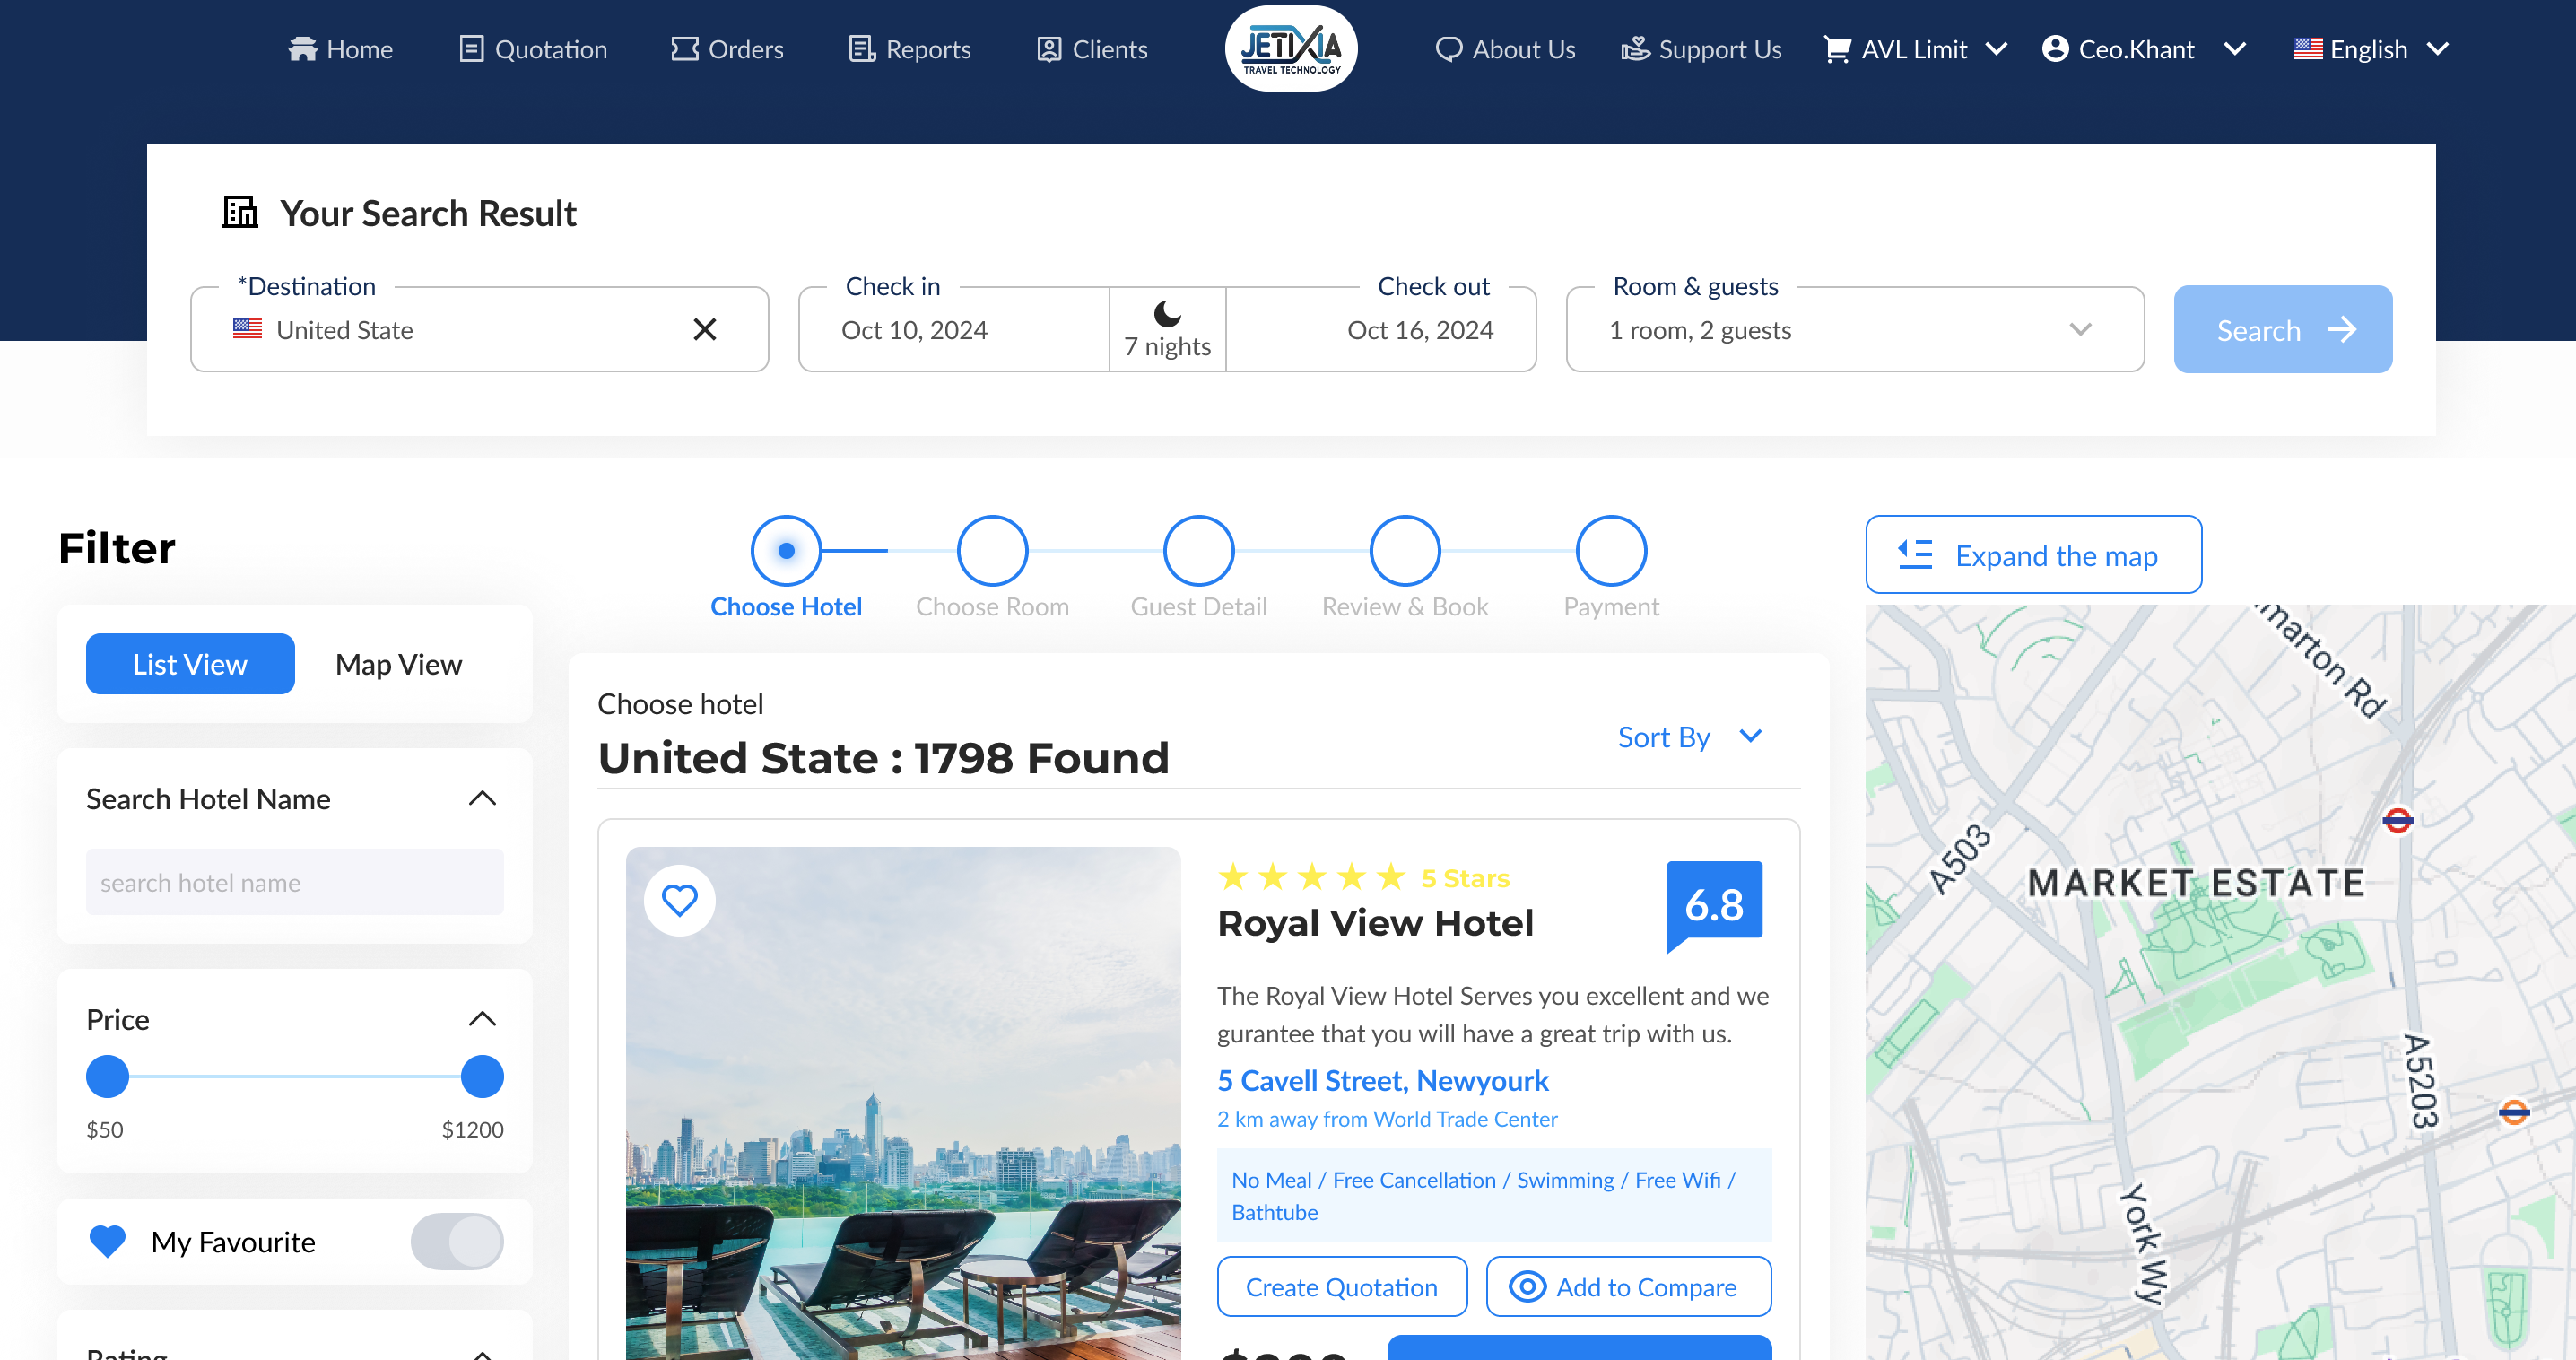 Home Quotation Orders Reports Clients JETIXIA TRAVEL TECHNOLOGY About Us Support Us AVL Limit Ceo.Khant English
Your Search Result
*Destination Check in Check out Room & guests
United State Oct 10, 2024 7 nights Oct 16, 2024 1 room, 2 guests Search
Filter
Choose Hotel Choose Room Guest Detail Review & Book Payment
Expand the map
List View Map View
Search Hotel Name
search hotel name
Price
$50 $1200
My Favourite
Rating
Choose hotel
United State : 1798 Found
Sort By
5 Stars
Royal View Hotel
6.8
The Royal View Hotel Serves you excellent and we
gurantee that you will have a great trip with us.
5 Cavell Street, Newyourk
2 km away from World Trade Center
No Meal / Free Cancellation / Swimming / Free Wifi /
Bathtube
Create Quotation Add to Compare
A503
MARKET ESTATE
A5203
York Wy